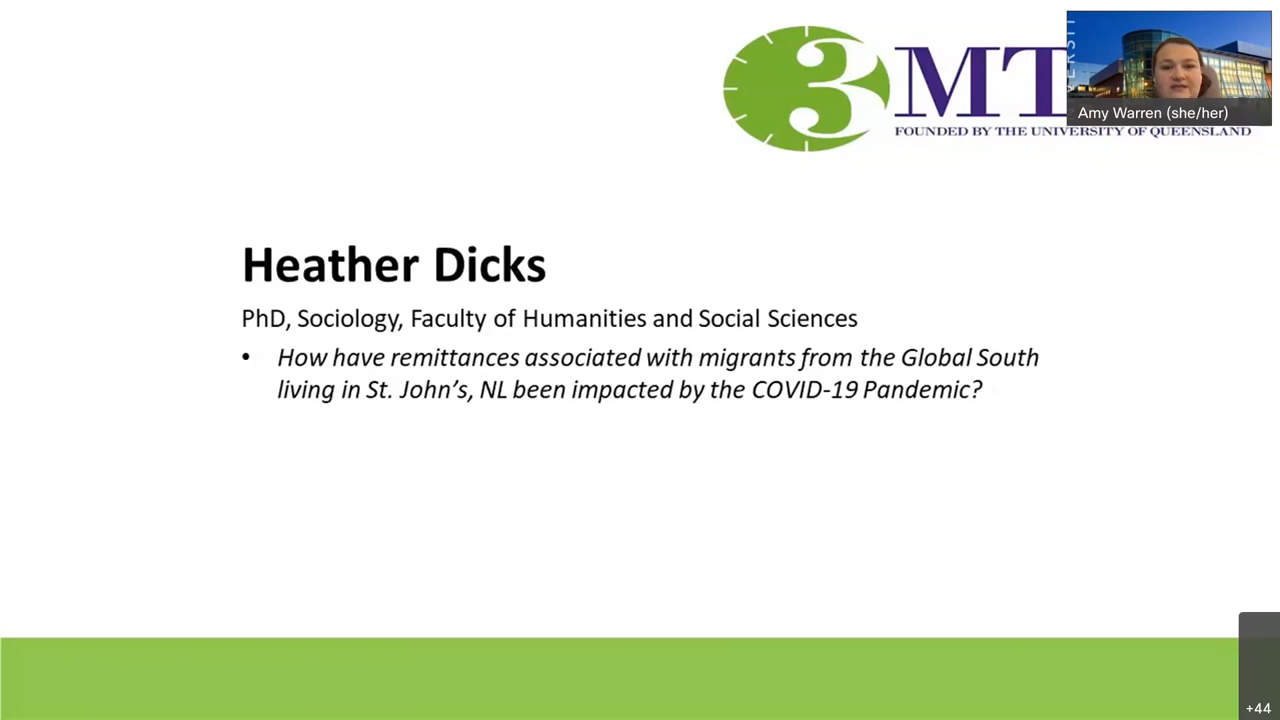 3MT
FOUNDED BY THE UNIVERSITY OF QUEENSLAND
Amy Warren (she/her)
Heather Dicks
PhD, Sociology, Faculty of Humanities and Social Sciences
• How have remittances associated with migrants from the Global South
living in St. John's, NL been impacted by the COVID-19 Pandemic?
+44